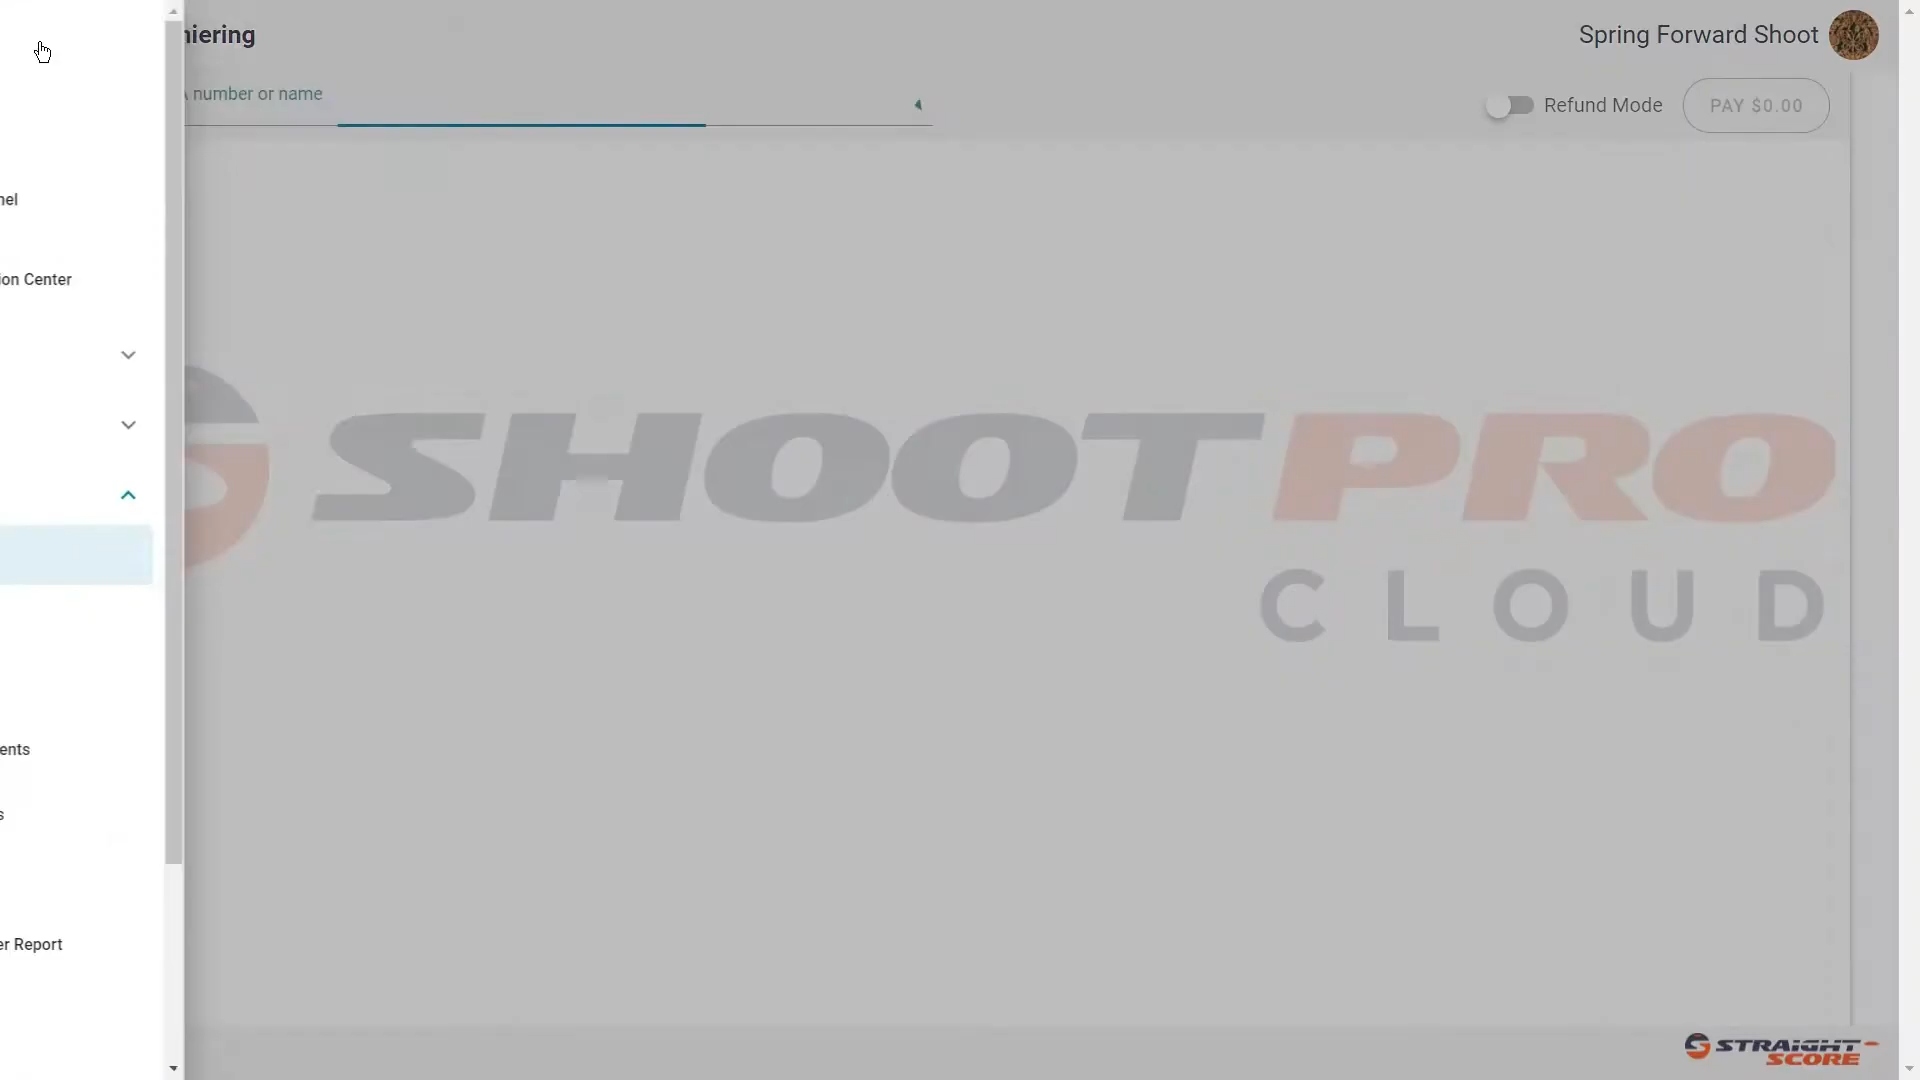 hiering
Spring Forward Shoot
number or name
Refund Mode
PAY $0.00
nel
ion Center
ents
s
er Report
SHOOTPRO
CLOUD
STRAIGHT
SCORE